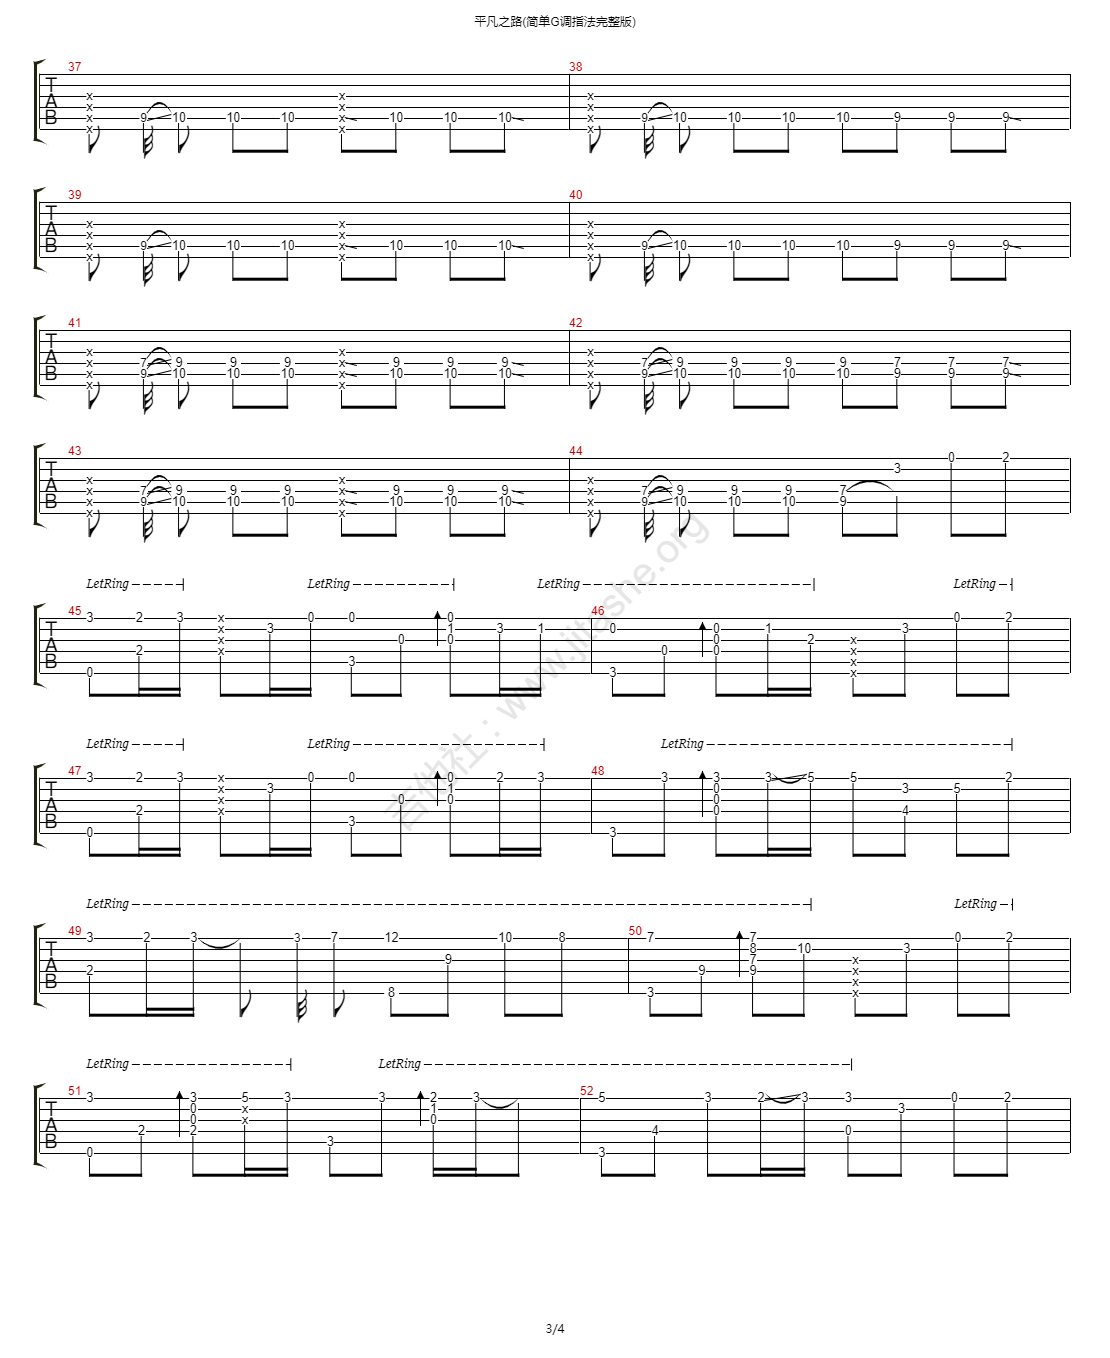 平凡之路(简单G调指法完整版)
37 38
T
A
B
x x x x 9 10 10 10 x x x x 10 10 10 x x x x 9 10 10 10 10 9 9 9
39 40
T
A
B
x x x x 9 10 10 10 x x x x 10 10 10 x x x x 9 10 10 10 10 9 9 9
41 42
T
A
B
x x x x 7 9 9 9 x x x x 9 9 9 x x x x 7 9 9 9 9 7 7 7
9 10 10 10 10 10 10 9 10 10 10 10 9 9 9
43 44
T
A
B
0 2
3
x x x x 7 9 9 9 x x x x 9 9 9 x x x x 7 9 9 9 7
9 10 10 10 10 10 10 9 10 10 10 9
LetRing LetRing LetRing LetRing
45 46
T
A
B
3 2 3 x 0 0 0 0 2
x 3 1 3 1 0 0 1 3
x 0 0 0 2 x
2 x 0 0 x
3 x
0 3 x
LetRing LetRing LetRing
47 48
T
A
B
3 2 3 x 0 0 0 2 3 3 3 3 5 5 2
x 3 1 0 3 5
x 0 0 0
2 x 0 4
3
0 3
LetRing LetRing
49 50
T
A
B
3 2 3 3 7 12 10 8 7 7 0 2
8 10 3
9 7 x
2 9 9 x
x
8 3 x
LetRing LetRing
51 52
T
A
B
3 3 5 3 3 2 3 5 3 2 3 3 0 2
0 x 1 3
0 x 0
2 2 4 0
3
0 3
吉他社：www.jitashe.org
3/4